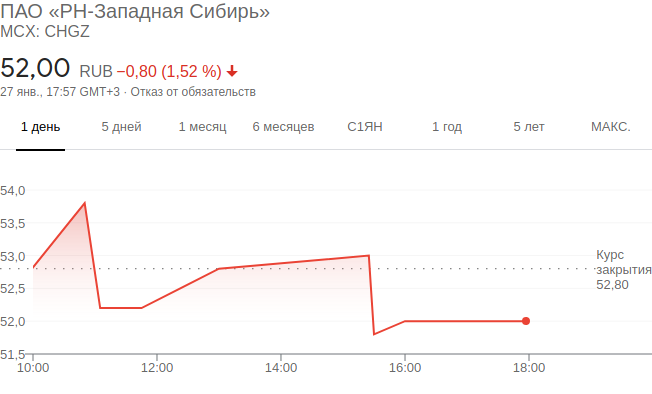 ПАО «РН-Западная Сибирь»
MCX: CHGZ
52,00 RUB −0,80 (1,52 %)
27 янв., 17:57 GMT+3 · Отказ от обязательств
1 день 5 дней 1 месяц 6 месяцев С1ЯН 1 год 5 лет МАКС.
54,0
53,5
53,0
52,5
52,0
51,5
Курс
закрытия
52,80
10:00 12:00 14:00 16:00 18:00